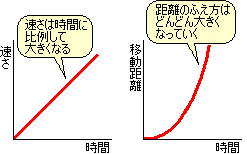 速さ
速さは時間に
比例して
大きくなる
時間
移動距離
距離のふえ方は
どんどん大きく
なっていく
時間